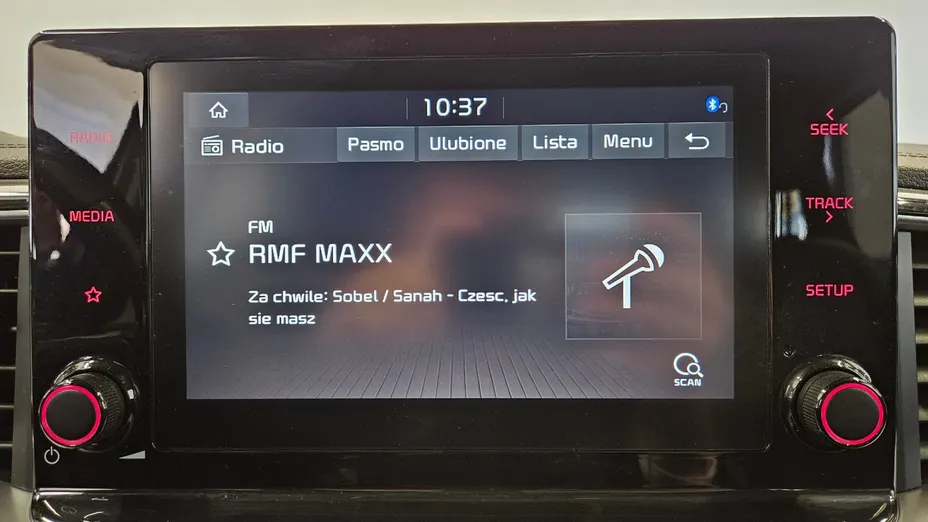 10:37
Radio Pasmo Ulubione Lista Menu
FM
RMF MAXX
Za chwile: Sobel / Sanah - Czesc, jak
sie masz
SCAN
RADIO
MEDIA
SEEK
TRACK
SETUP